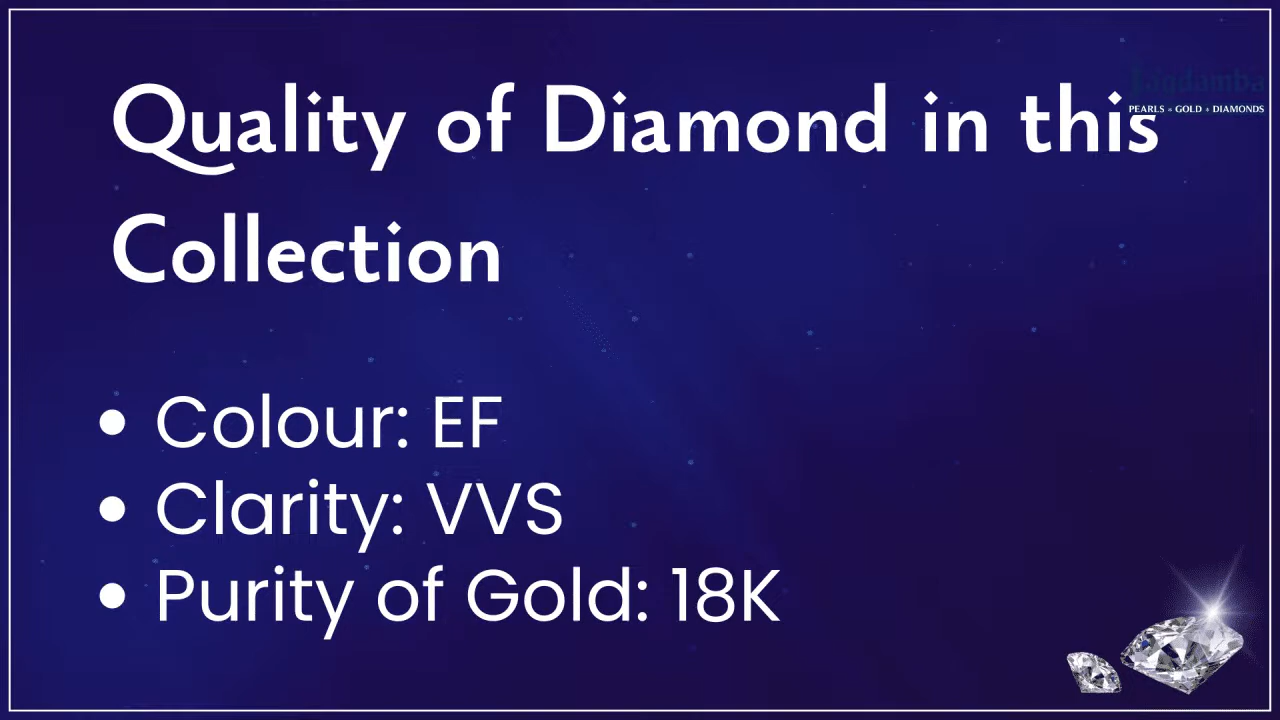 Quality of Diamond in this
Collection
PEARLS GOLD DIAMONDS
• Colour: EF
• Clarity: VVS
• Purity of Gold: 18K